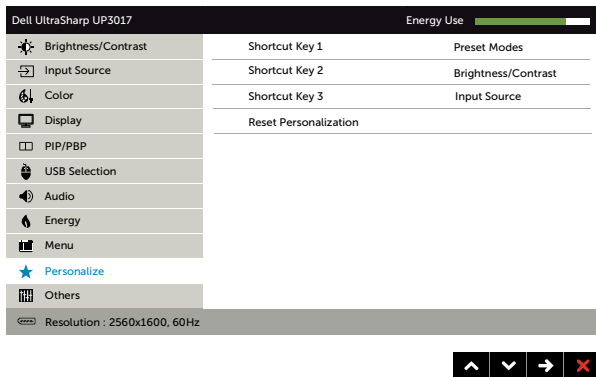 Dell UltraSharp UP3017 Energy Use
Brightness/Contrast Shortcut Key 1 Preset Modes
Input Source Shortcut Key 2 Brightness/Contrast
Color Shortcut Key 3 Input Source
Display Reset Personalization
PIP/PBP
USB Selection
Audio
Energy
Menu
Personalize
Others
Resolution : 2560x1600, 60Hz